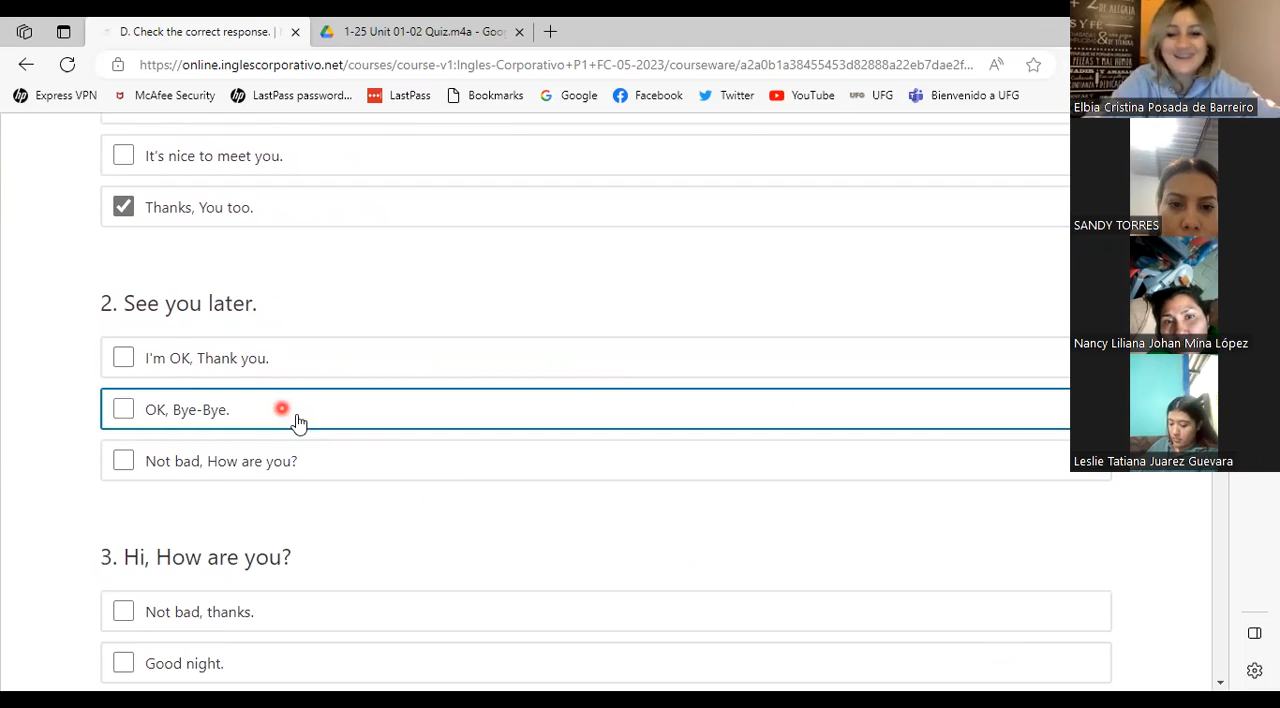 D. Check the correct response. |
1-25 Unit 01-02 Quiz.m4a - Goo
https://online.inglescorporativo.net/courses/course-v1:Ingles-Corporativo+P1+FC-05-2023/courseware/a2a0b1a38455453d82888a22eb7dae2f...
Express VPN
McAfee Security
LastPass password...
LastPass
Bookmarks
Google
Facebook
Twitter
YouTube
UFG
Bienvenido a UFG
It's nice to meet you.
Thanks, You too.
2. See you later.
I'm OK, Thank you.
OK, Bye-Bye.
Not bad, How are you?
3. Hi, How are you?
Not bad, thanks.
Good night.
+ 2 DE ALEGRIA
Elbia Cristina Posada de Barreiro
SANDY TORRES
Nancy Liliana Johan Mina López
Leslie Tatiana Juarez Guevara